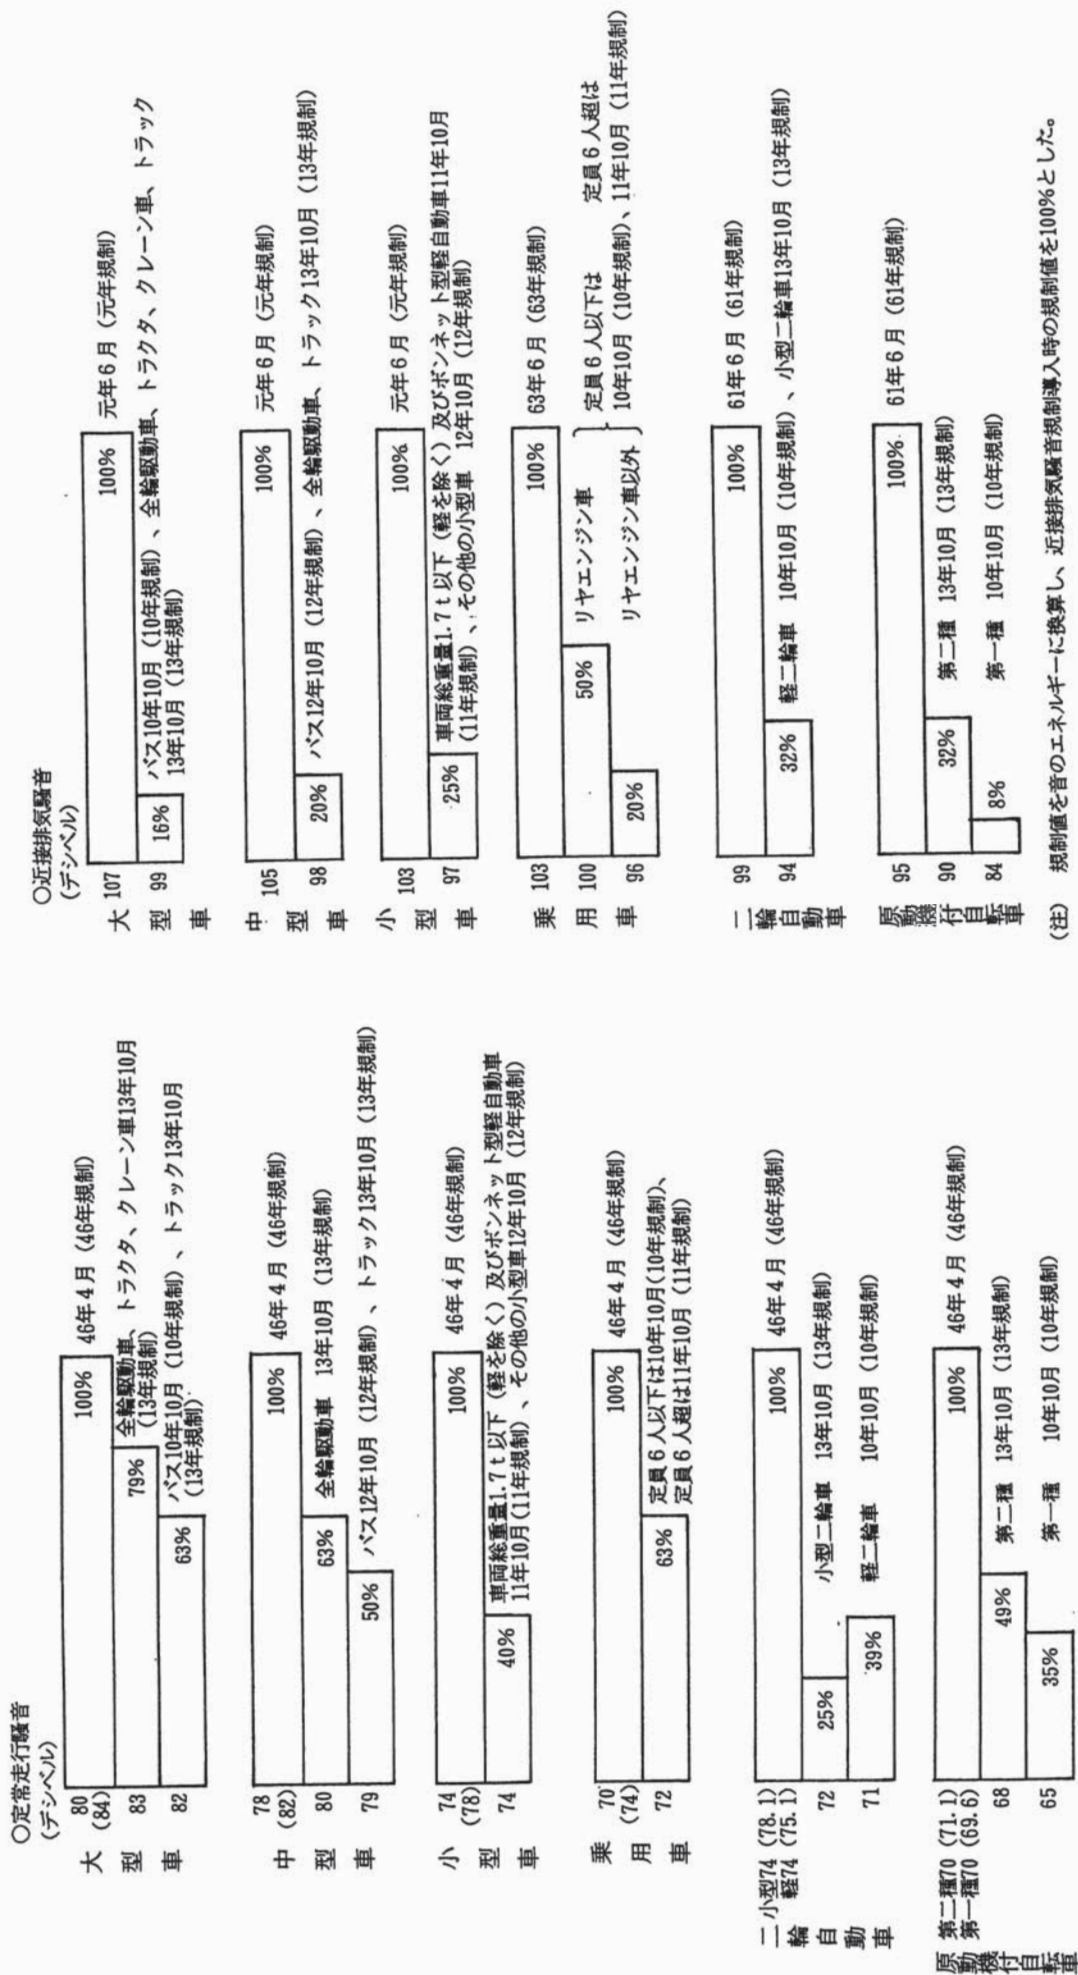 ○定常走行騒音
(デシベル)
大型車
80
(84)
100%
46年4月(46年規制)
83
79%
全輪駆動車、トラクタ、クレーン車13年10月
(13年規制)
82
63%
バス10年10月(10年規制)、トラック13年10月
(13年規制)
中型車
78
(82)
100%
46年4月(46年規制)
80
63%
全輪駆動車 13年10月(13年規制)
79
50%
バス12年10月(12年規制)、トラック13年10月(13年規制)
小型車
74
(78)
100%
46年4月(46年規制)
74
40%
車両総重量1.7t以下(軽を除く)及びボンネット型軽自動車
11年10月(11年規制)、その他の小型車12年10月(12年規制)
乗用車
70
(74)
100%
46年4月(46年規制)
72
63%
定員6人以下は10年10月(10年規制)、
定員6人超は11年10月(11年規制)
二輪自動車
小型74(78.1)
軽74(75.1)
100%
46年4月(46年規制)
72
25%
小型二輪車 13年10月(13年規制)
71
39%
軽二輪車 10年10月(10年規制)
原動機付自転車
第二種70(71.1)
第一種70(69.6)
100%
46年4月(46年規制)
68
49%
第二種 13年10月(13年規制)
65
35%
第一種 10年10月(10年規制)
○近接排気騒音
(デシベル)
大型車
107
100%
元年6月(元年規制)
99
16%
バス10年10月(10年規制)、全輪駆動車、トラクタ、クレーン車、トラック
13年10月(13年規制)
中型車
105
100%
元年6月(元年規制)
98
20%
バス12年10月(12年規制)、全輪駆動車、トラック13年10月(13年規制)
小型車
103
100%
元年6月(元年規制)
97
25%
車両総重量1.7t以下(軽を除く)及びボンネット型軽自動車11年10月
(11年規制)、その他の小型車 12年10月(12年規制)
乗用車
103
100%
63年6月(63年規制)
100
50%
リヤエンジン車
96
20%
リヤエンジン車以外
定員6人以下は 定員6人超は
10年10月(10年規制)、11年10月(11年規制)
二輪自動車
99
100%
61年6月(61年規制)
94
32%
軽二輪車 10年10月(10年規制)、小型二輪車13年10月(13年規制)
原動機付自転車
95
100%
61年6月(61年規制)
90
32%
第二種 13年10月(13年規制)
84
8%
第一種 10年10月(10年規制)
(注) 規制値を音のエネルギーに換算し、近接排気騒音規制導入時の規制値を100%とした。